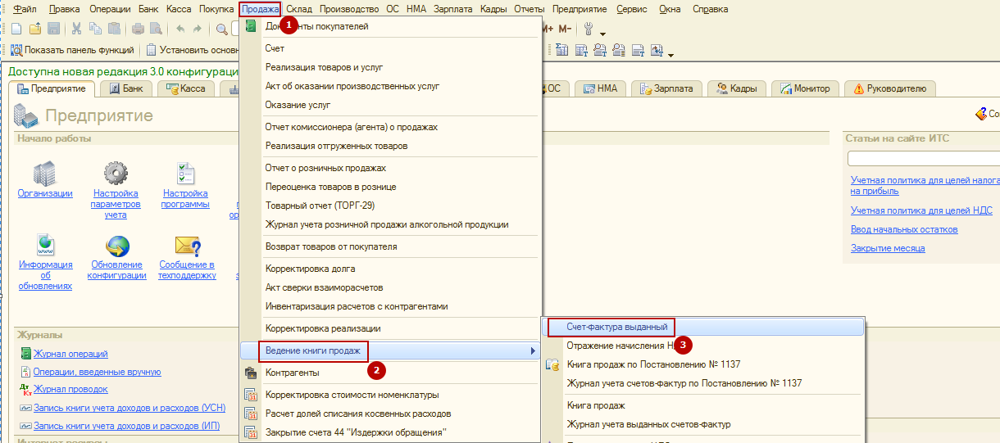 Файл Правка Операции Банк Касса Покупка Продажа Склад Производство ОС НМА Зарплата Кадры Отчеты Предприятие Сервис Окна Справка
1
M+ M-
Показать панель функций Установить
Доступна новая редакция 3.0
Предприятие Банк Касса ОС НМА Зарплата Кадры Монитор Руководителю
Предприятие
Начало работы
Организации
Настройка параметров учета
Настройка программы
Информация об обновлениях
Обновление конфигурации
Сообщение в техподдержку
Журналы
Журнал операций
Операции, введенные вручную
Дт Кт Журнал проводок
Запись книги учета доходов и расходов (УСН)
Запись книги учета доходов и расходов (ИП)
Документы покупателей
Счет
Реализация товаров и услуг
Акт об оказании производственных услуг
Оказание услуг
Отчет комиссионера (агента) о продажах
Реализация отгруженных товаров
Отчет о розничных продажах
Переоценка товаров в рознице
Товарный отчет (ТОРГ-29)
Журнал учета розничной продажи алкогольной продукции
Возврат товаров от покупателя
Корректировка долга
Акт сверки взаиморасчетов
Инвентаризация расчетов с контрагентами
Корректировка реализации
Ведение книги продаж
2
Контрагенты
Корректировка стоимости номенклатуры
Расчет долей списания косвенных расходов
Закрытие счета 44 "Издержки обращения"
Счет-фактура выданный
3
Отражение начисления
Книга продаж по Постановлению № 1137
Журнал учета счетов-фактур по Постановлению № 1137
Книга продаж
Журнал учета выданных счетов-фактур
Статьи на сайте ИТС
Учетная политика для целей
на прибыль
Учетная политика для целей НДС
Ввод начальных остатков
Закрытие месяца